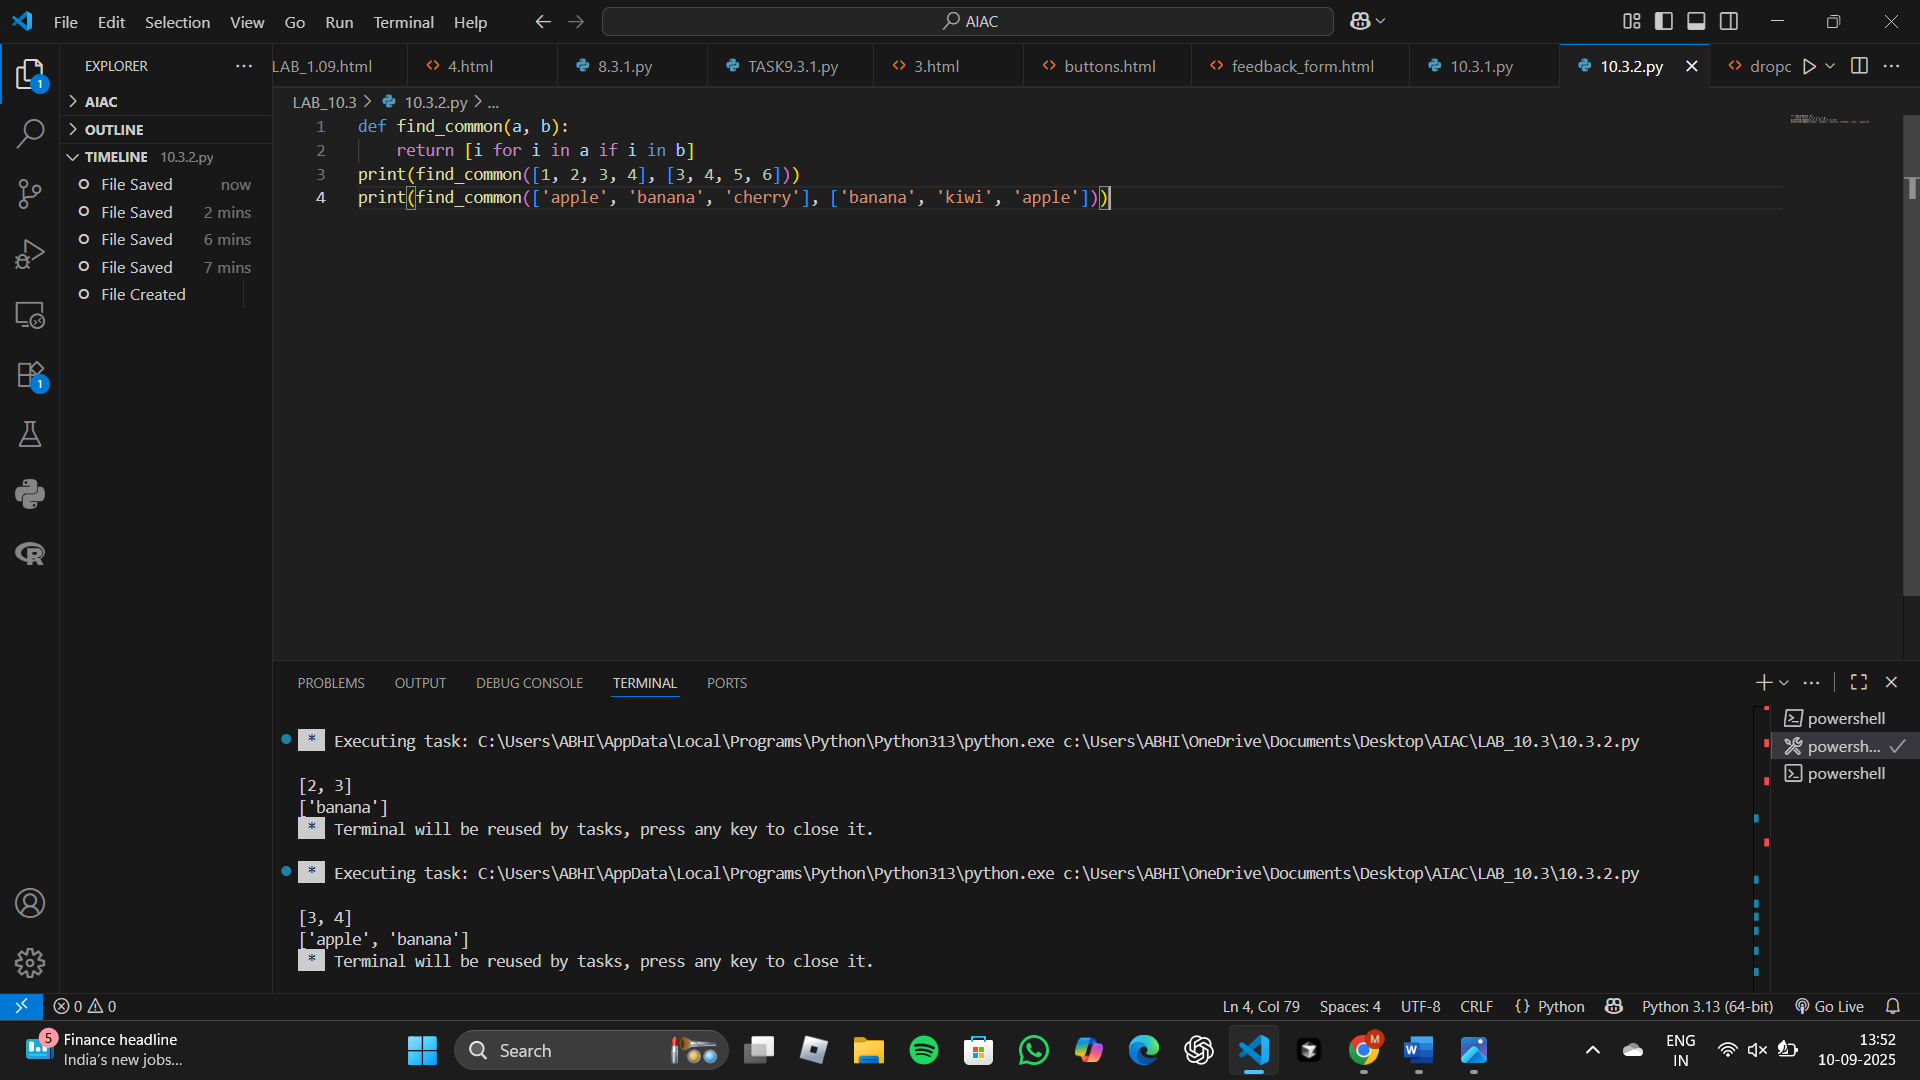 File Edit Selection View Go Run Terminal Help
AIAC
EXPLORER
LAB_1.09.html 4.html 8.3.1.py TASK9.3.1.py 3.html buttons.html feedback_form.html 10.3.1.py 10.3.2.py dropc
1
AIAC
OUTLINE
TIMELINE 10.3.2.py
File Saved now
File Saved 2 mins
File Saved 6 mins
File Saved 7 mins
File Created
1
LAB_10.3 > 10.3.2.py > ...
1 def find_common(a, b):
2 return [i for i in a if i in b]
3 print(find_common([1, 2, 3, 4], [3, 4, 5, 6]))
4 print(find_common(['apple', 'banana', 'cherry'], ['banana', 'kiwi', 'apple']))
PROBLEMS OUTPUT DEBUG CONSOLE TERMINAL PORTS
* Executing task: C:\Users\ABHI\AppData\Local\Programs\Python\Python313\python.exe c:\Users\ABHI\OneDrive\Documents\Desktop\AIAC\LAB_10.3\10.3.2.py
[2, 3]
['banana']
* Terminal will be reused by tasks, press any key to close it.
* Executing task: C:\Users\ABHI\AppData\Local\Programs\Python\Python313\python.exe c:\Users\ABHI\OneDrive\Documents\Desktop\AIAC\LAB_10.3\10.3.2.py
[3, 4]
['apple', 'banana']
* Terminal will be reused by tasks, press any key to close it.
powershell
powersh...
powershell
0 0
Ln 4, Col 79 Spaces: 4 UTF-8 CRLF {} Python Python 3.13 (64-bit) Go Live
5
Finance headline
India's new jobs...
Search
M
W
ENG
IN
13:52
10-09-2025